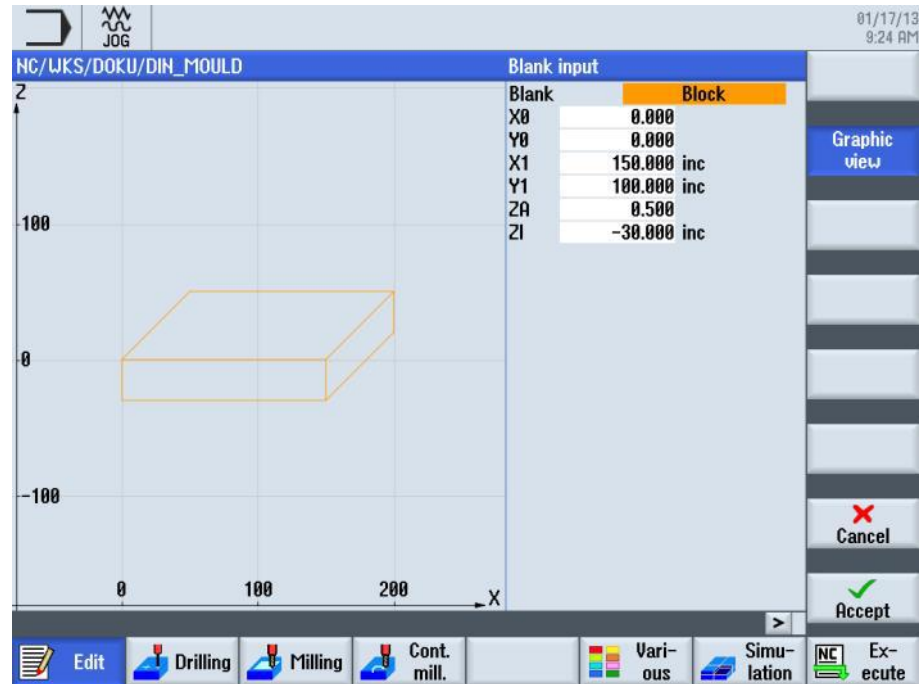 01/17/13
9:24 AM
JOG
NC/WKS/DOKU/DIN_MOULD
Blank input
Z
100
0
-100
0 100 200 X
Blank Block
X0 0.000
Y0 0.000
X1 150.000 inc
Y1 100.000 inc
ZA 0.500
ZI -30.000 inc
Graphic
view
Cancel
Accept
>
Edit
Drilling
Milling
Cont.
mill.
Vari-
ous
Simu-
lation
NC
Ex-
ecute